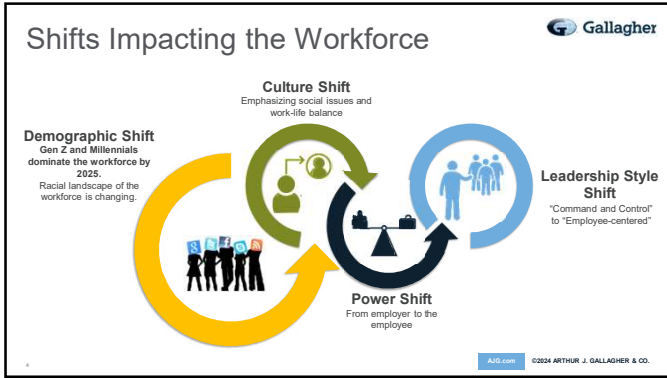 Shifts Impacting the Workforce
Gallagher
Culture Shift
Emphasizing social issues and
work-life balance
Demographic Shift
Gen Z and Millennials
dominate the workforce by
2025.
Racial landscape of the
workforce is changing.
Leadership Style
Shift
“Command and Control”
to “Employee-centered”
Power Shift
From employer to the
employee
AJG.com
©2024 ARTHUR J. GALLAGHER & CO.